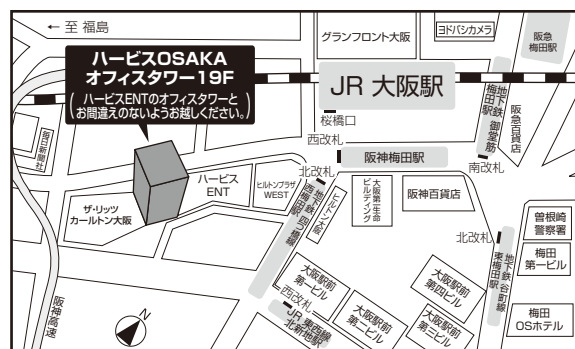 ← 至 福島
ハービスOSAKA
オフィスタワー19F
ハービスENTのオフィスタワーと
お間違えのないようお越しください。
グランフロント大阪
ヨドバシカメラ
阪急
梅田駅
JR 大阪駅
地下鉄 御堂筋
梅田駅
阪急百貨店
桜橋口
西改札
阪神梅田駅
南改札
毎日新聞社
ハービス
ENT
ヒルトンプラザ
WEST
北改札
地下鉄 四つ橋線
西梅田駅
ヒルトン大阪
大阪第一生命
ビルディング
阪神百貨店
ザ・リッツ
カールトン大阪
北改札
地下鉄 谷町線
東梅田駅
曽根崎
警察署
梅田
第一ビル
梅田
OSホテル
大阪駅前
第一ビル
大阪駅前
第二ビル
大阪駅前
第四ビル
大阪駅前
第三ビル
西改札
JR 東西線
北新地駅
阪神高速
N